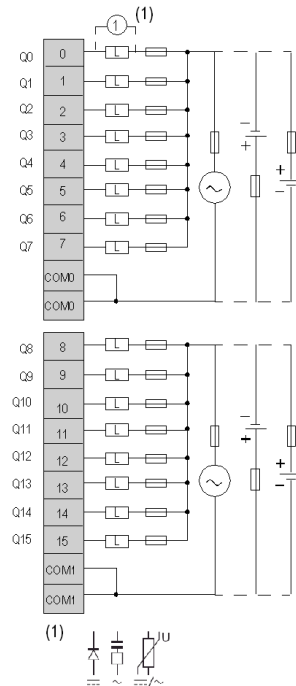 1 (1)
Q0 0 L
Q1 1 L
Q2 2 L
Q3 3 L
Q4 4 L
Q5 5 L
Q6 6 L
Q7 7 L
COM0
COM0
Q8 8 L
Q9 9 L
Q10 10 L
Q11 11 L
Q12 12 L
Q13 13 L
Q14 14 L
Q15 15 L
COM1
COM1
(1)
U